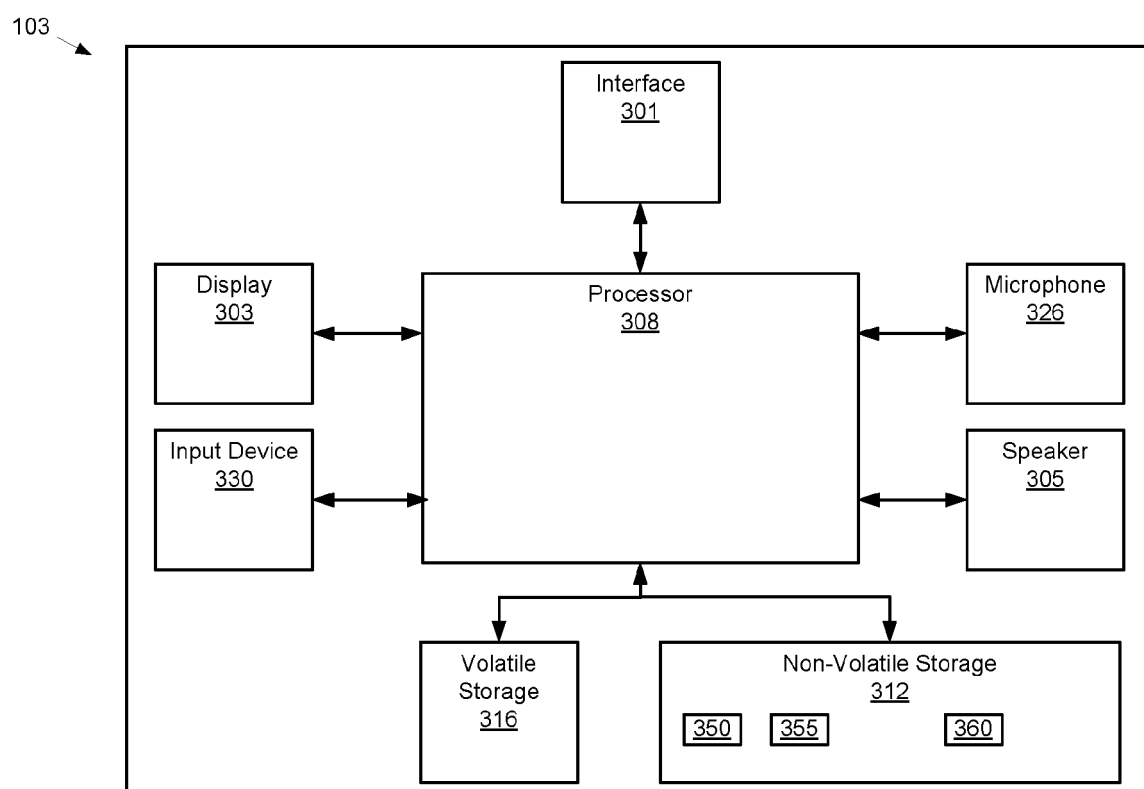 103
Interface
301
Display
303
Processor
308
Microphone
326
Input Device
330
Speaker
305
Volatile
Storage
316
Non-Volatile Storage
312
350
355
360